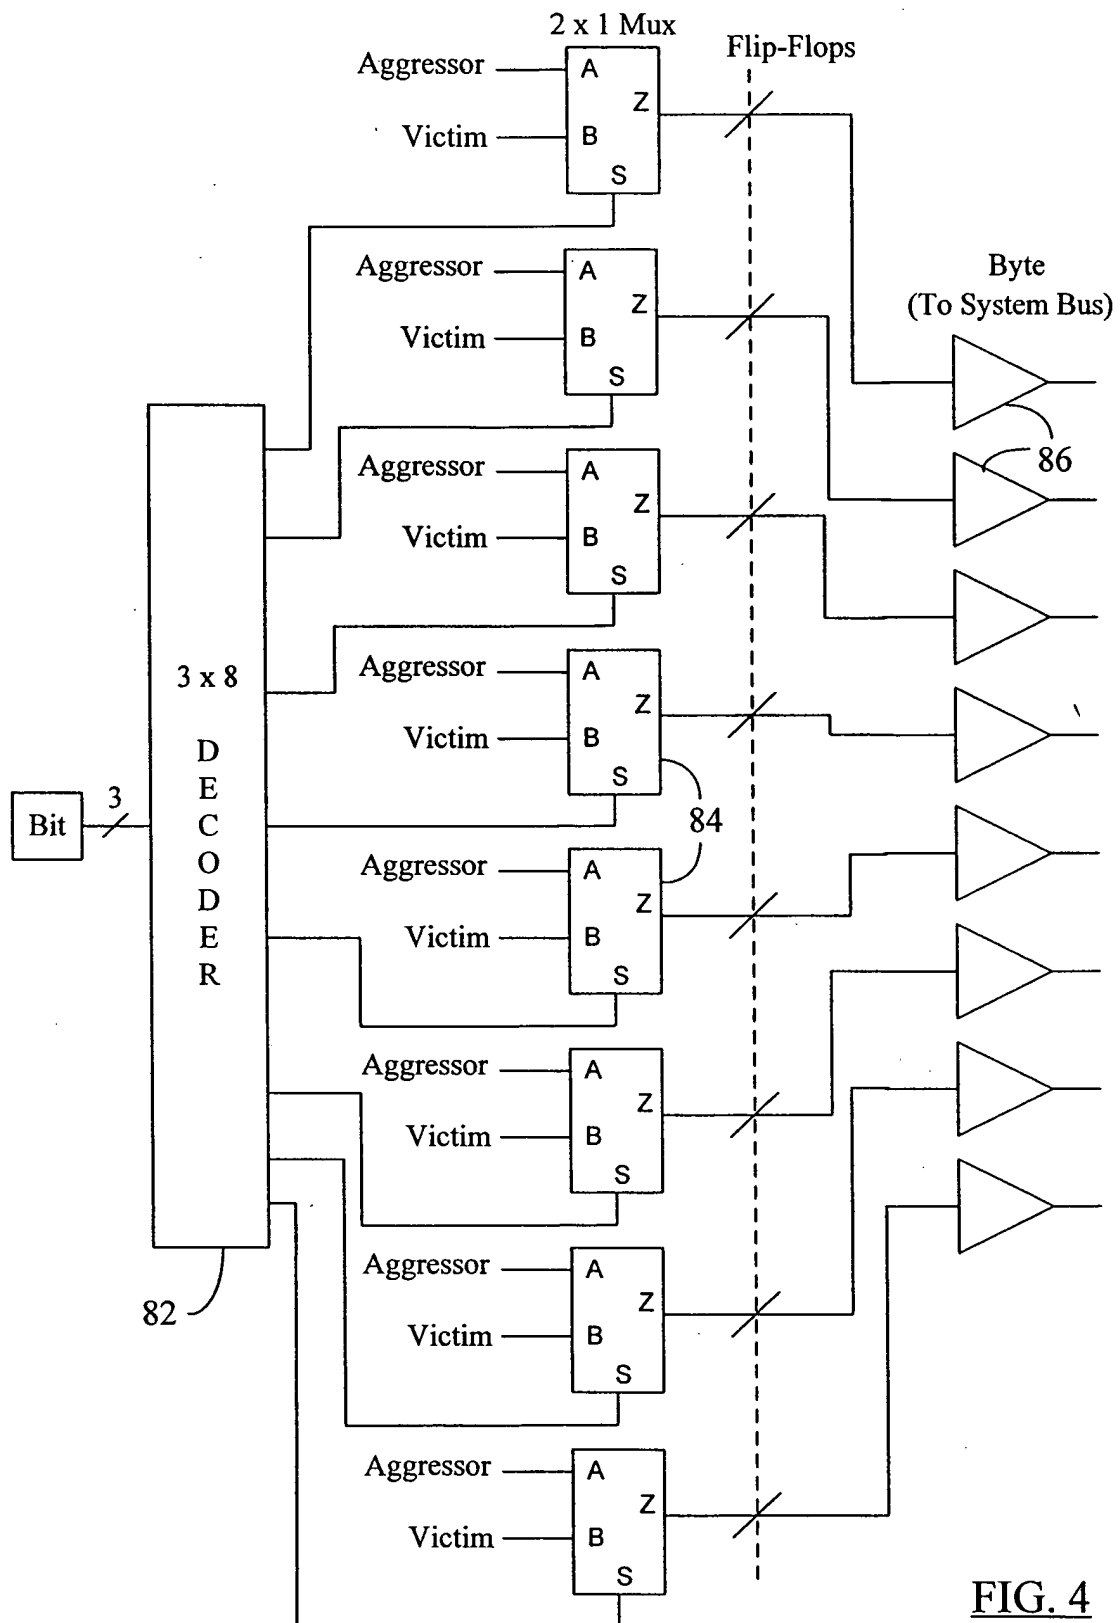 2 x 1 Mux
Flip-Flops
Aggressor
A
Z
Victim
B
S
Aggressor
A
Z
Victim
B
S
Byte
(To System Bus)
86
Aggressor
A
Z
Victim
B
S
3 x 8
DECODER
Aggressor
A
Z
Victim
B
S
84
Bit
3
Aggressor
A
Z
Victim
B
S
Aggressor
A
Z
Victim
B
S
82
Aggressor
A
Z
Victim
B
S
Aggressor
A
Z
Victim
B
S
FIG. 4